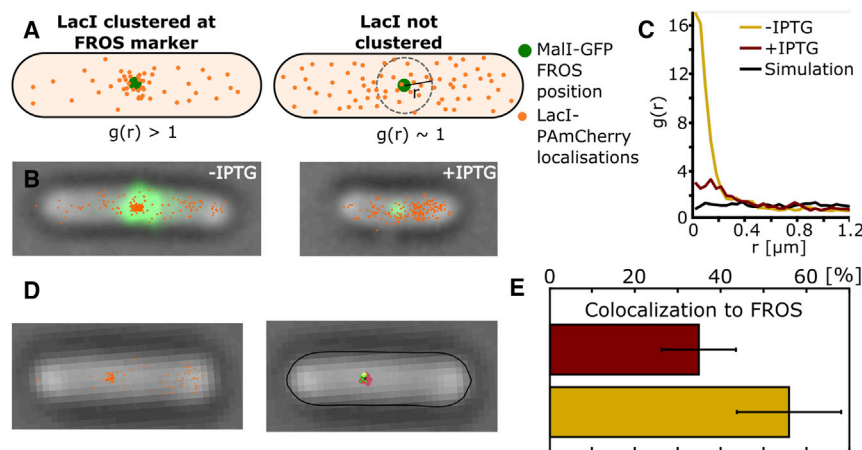 A
LacI clustered at
FROS marker
g(r) > 1
LacI not
clustered
r
g(r) ~ 1
MalI-GFP
FROS
position
LacI-
PAmCherry
localisations
B
-IPTG
+IPTG
C
16
12
8
4
0
g(r)
-IPTG
+IPTG
Simulation
0 0.4 0.8 1.2
r [µm]
D
E
0 20 40 60 [%]
Colocalization to FROS